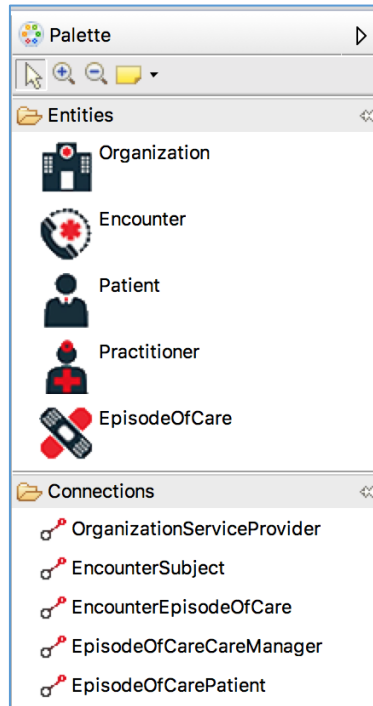 Palette
Entities
Organization
Encounter
Patient
Practitioner
EpisodeOfCare
Connections
OrganizationServiceProvider
EncounterSubject
EncounterEpisodeOfCare
EpisodeOfCareCareManager
EpisodeOfCarePatient